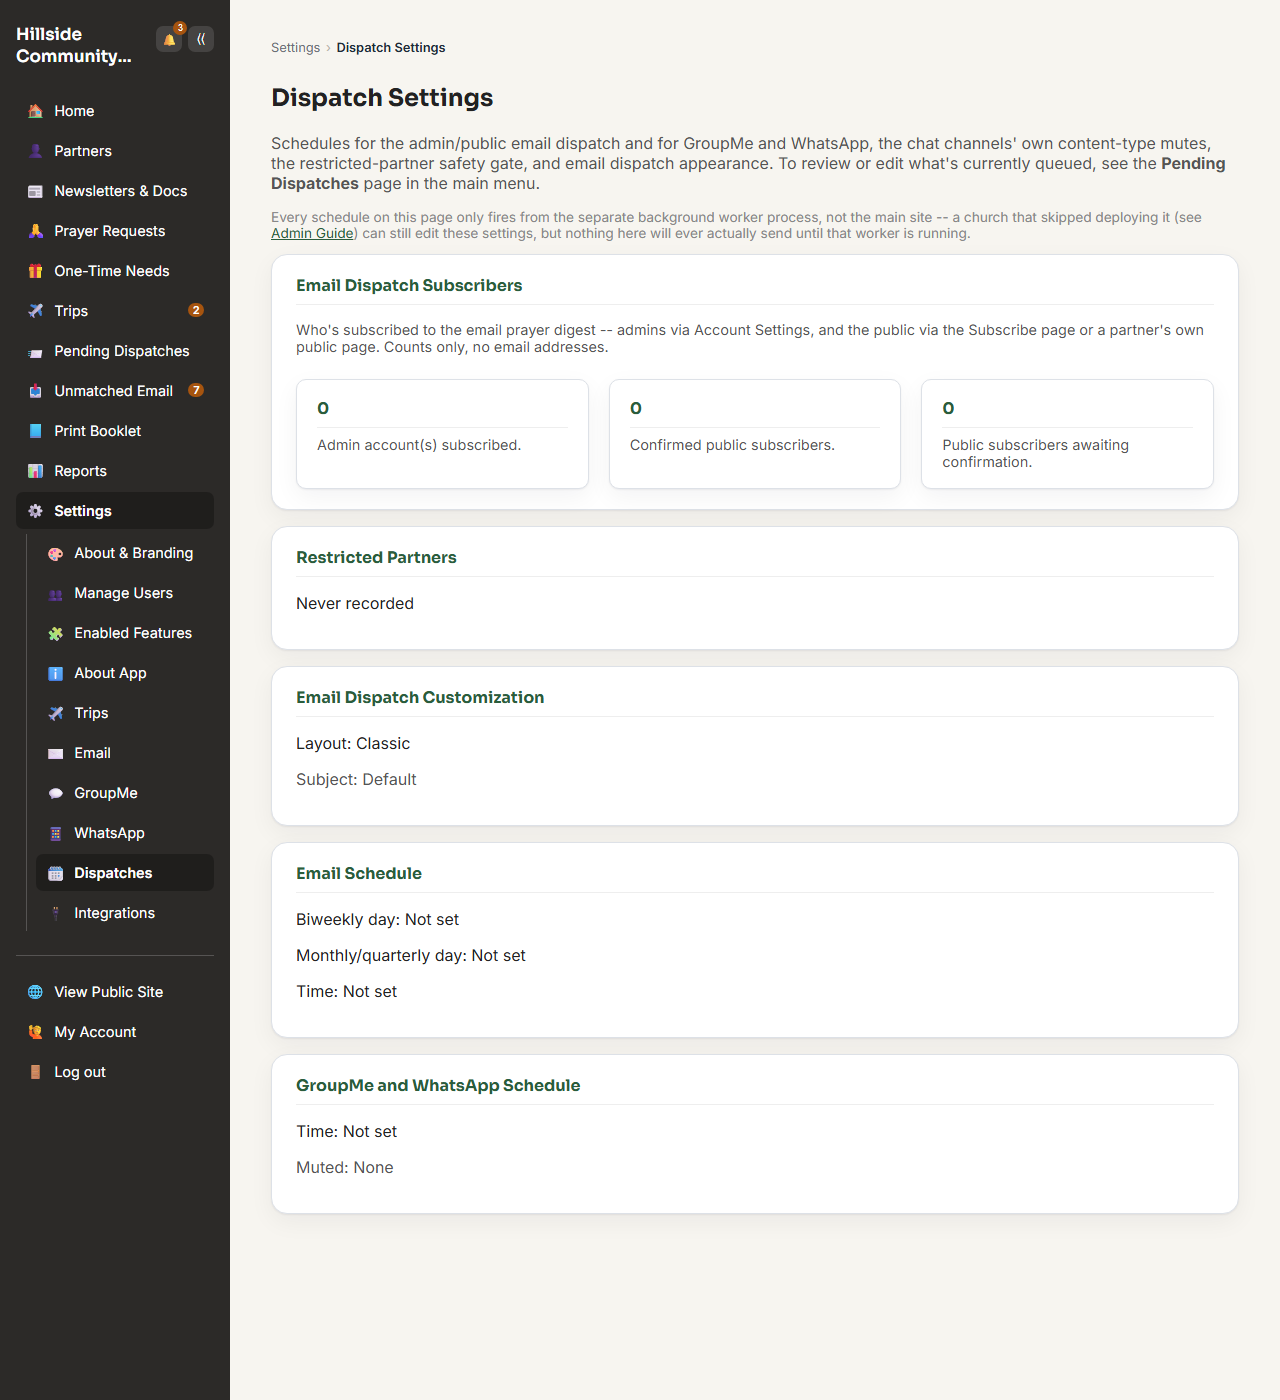 Hillside
Community...
3
⟨⟨
Home
Partners
Newsletters & Docs
Prayer Requests
One-Time Needs
Trips
2
Pending Dispatches
Unmatched Email
7
Print Booklet
Reports
Settings
About & Branding
Manage Users
Enabled Features
About App
Trips
Email
GroupMe
WhatsApp
Dispatches
Integrations
View Public Site
My Account
Log out
Settings › Dispatch Settings
Dispatch Settings
Schedules for the admin/public email dispatch and for GroupMe and WhatsApp, the chat channels' own content-type mutes,
the restricted-partner safety gate, and email dispatch appearance. To review or edit what's currently queued, see the Pending
Dispatches page in the main menu.
Every schedule on this page only fires from the separate background worker process, not the main site -- a church that skipped deploying it (see
Admin Guide) can still edit these settings, but nothing here will ever actually send until that worker is running.
Email Dispatch Subscribers
Who's subscribed to the email prayer digest -- admins via Account Settings, and the public via the Subscribe page or a partner's own
public page. Counts only, no email addresses.
0
Admin account(s) subscribed.
0
Confirmed public subscribers.
0
Public subscribers awaiting
confirmation.
Restricted Partners
Never recorded
Email Dispatch Customization
Layout: Classic
Subject: Default
Email Schedule
Biweekly day: Not set
Monthly/quarterly day: Not set
Time: Not set
GroupMe and WhatsApp Schedule
Time: Not set
Muted: None